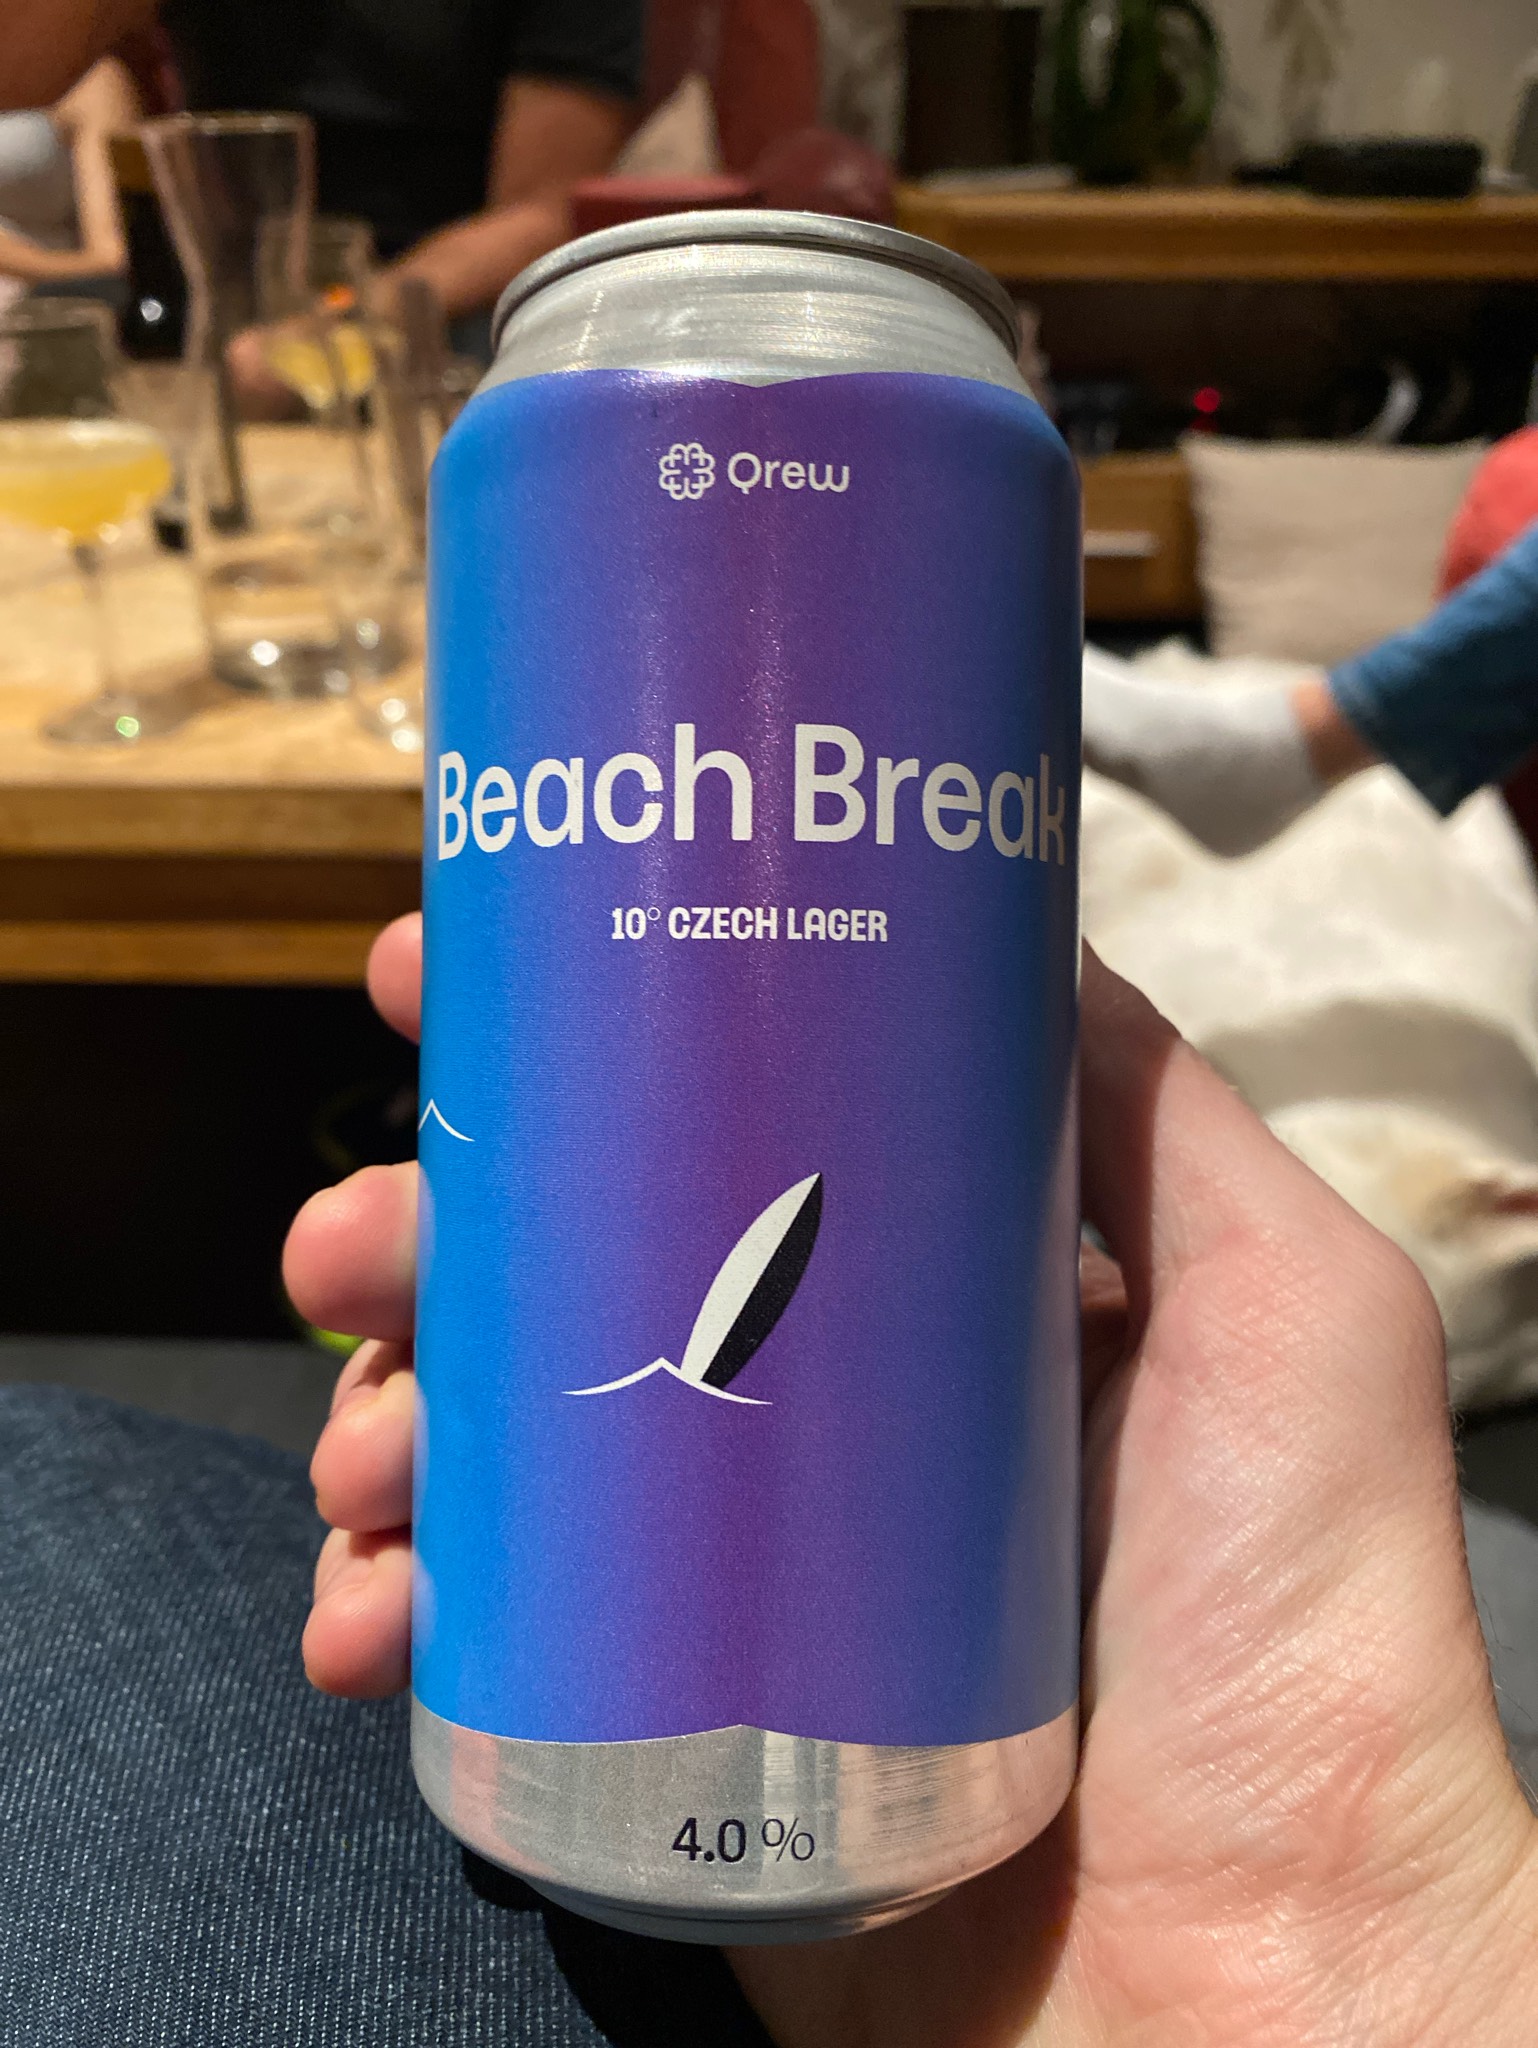 Qrew
Beach Break
10° CZECH LAGER
4.0 %